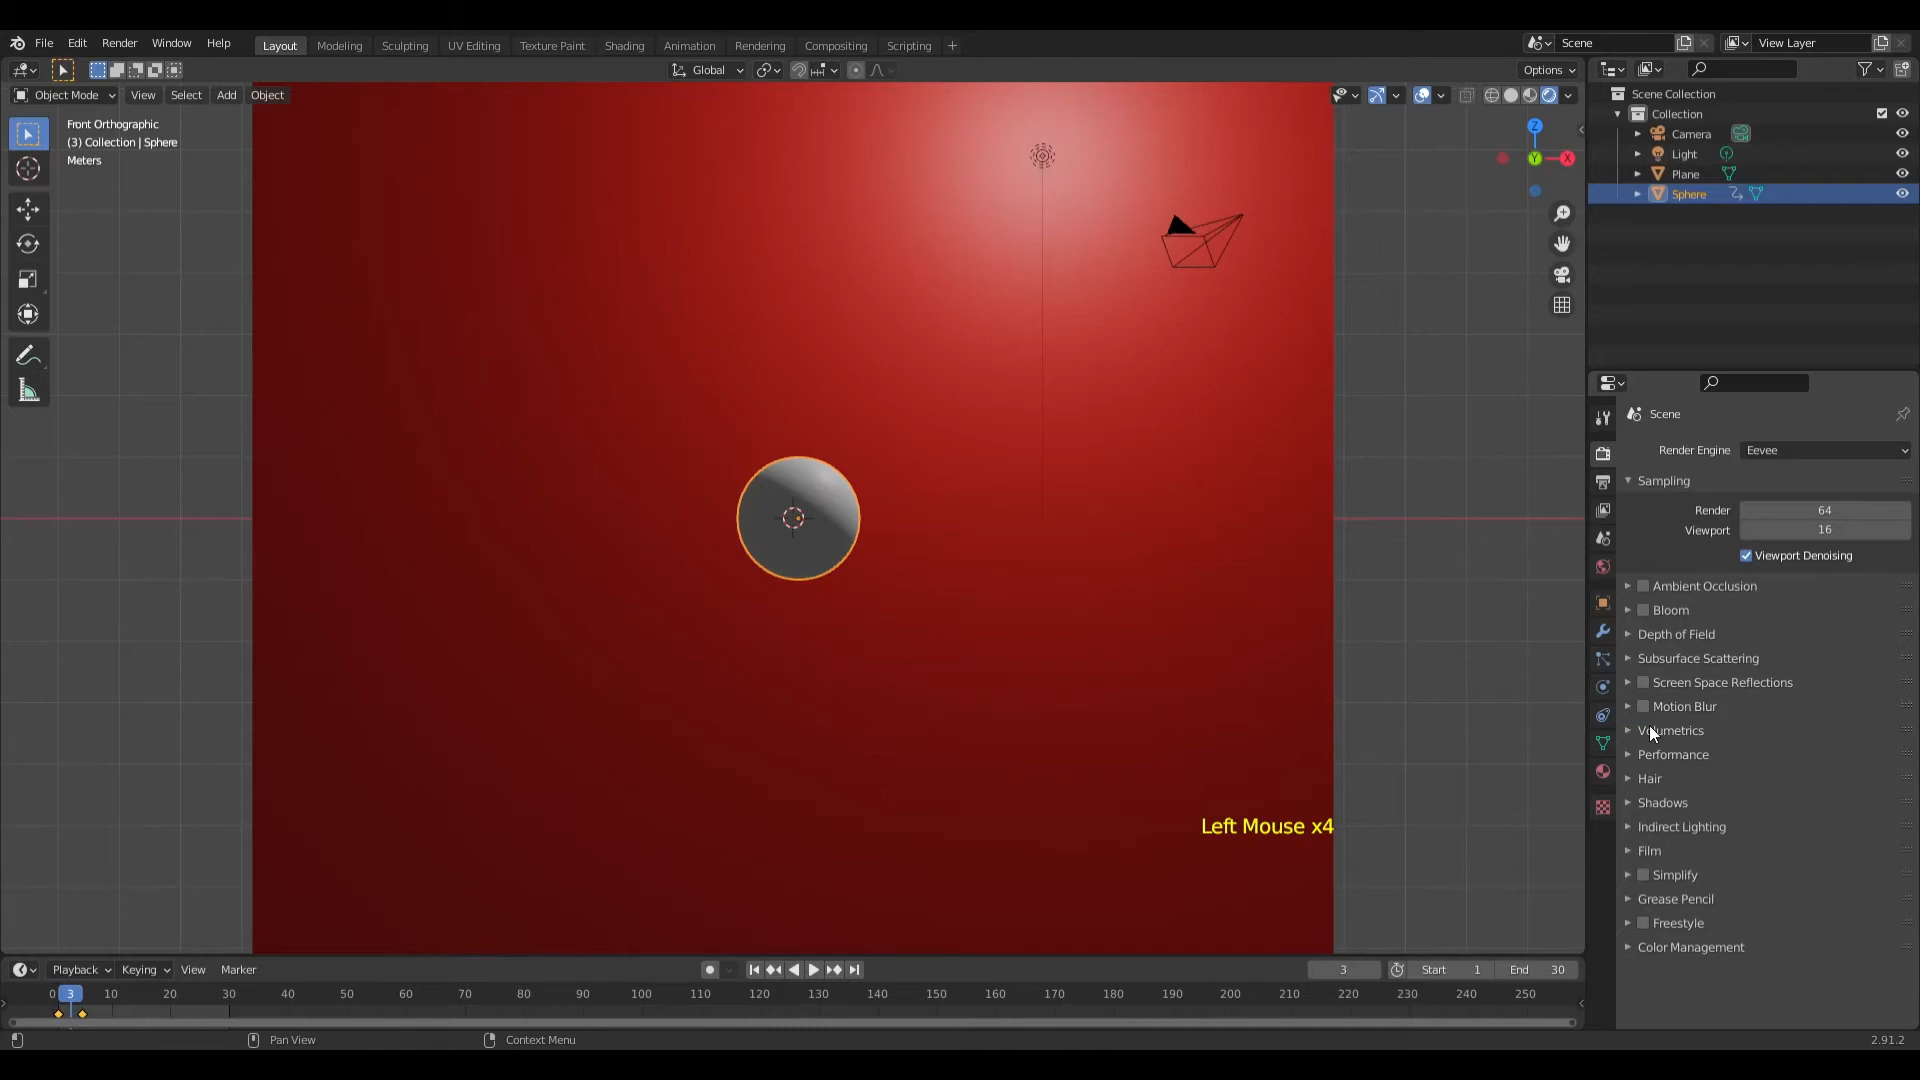 File Edit Render Window Help Layout Modeling Sculpting UV Editing Texture Paint Shading Animation Rendering Compositing Scripting + Scene View Layer
Global Options
Object Mode View Select Add Object
Front Orthographic
(3) Collection | Sphere
Meters
Z
Y X
Scene Collection
Collection
Camera
Light
Plane
Sphere
Scene
Render Engine Eevee
Sampling
Render 64
Viewport 16
Viewport Denoising
Ambient Occlusion
Bloom
Depth of Field
Subsurface Scattering
Screen Space Reflections
Motion Blur
Volumetrics
Performance
Hair
Shadows
Indirect Lighting
Film
Simplify
Grease Pencil
Freestyle
Color Management
Left Mouse x4
Playback Keying View Marker 3 Start 1 End 30
0 3 10 20 30 40 50 60 70 80 90 100 110 120 130 140 150 160 170 180 190 200 210 220 230 240 250
Pan View Context Menu 2.91.2